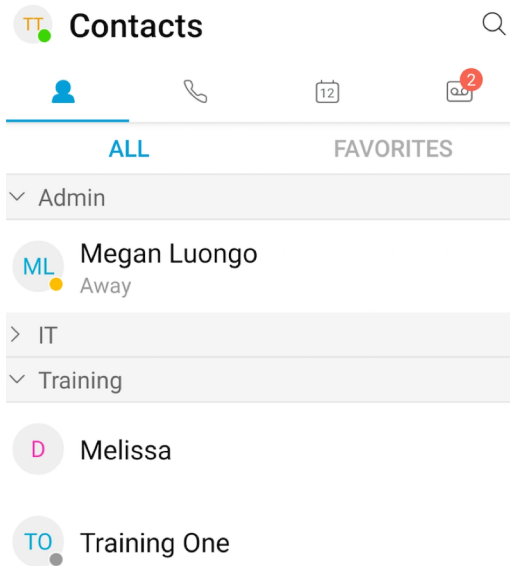 TT Contacts
12 2
ALL FAVORITES
Admin
ML Megan Luongo
Away
IT
Training
D Melissa
TO Training One